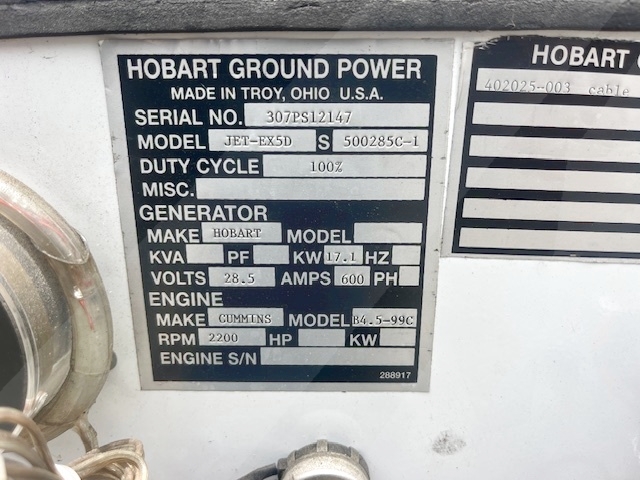 HOBART GROUND POWER
MADE IN TROY, OHIO U.S.A.
SERIAL NO. 307PS12147
MODEL JET-EX5D S 500285C-1
DUTY CYCLE 100%
MISC.
GENERATOR
MAKE HOBART MODEL
KVA PF KW 17.1 HZ
VOLTS 28.5 AMPS 600 PH
ENGINE
MAKE CUMMINS MODEL B4.5-99C
RPM 2200 HP KW
ENGINE S/N
288917
HOBART
402025-003 cable